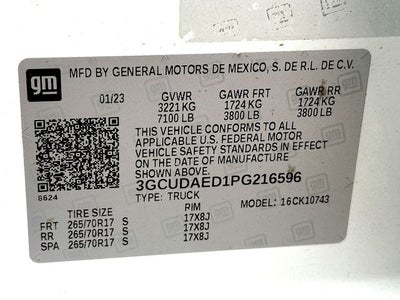 gm
MFD BY GENERAL MOTORS DE MEXICO, S. DE R.L. DE C.V.
01/23 GVWR GAWR FRT GAWR RR
3221 KG 1724 KG 1724 KG
7100 LB 3800 LB 3800 LB
THIS VEHICLE CONFORMS TO ALL
APPLICABLE U.S. FEDERAL MOTOR
VEHICLE SAFETY STANDARDS IN EFFECT
ON THE DATE OF MANUFACTURE SHOWN ABOVE.
3GCUDAED1PG216596
8624 TYPE: TRUCK MODEL: 16CK10743
TIRE SIZE RIM
FRT 265/70R17 S 17X8J
RR 265/70R17 S 17X8J
SPA 265/70R17 S 17X8J